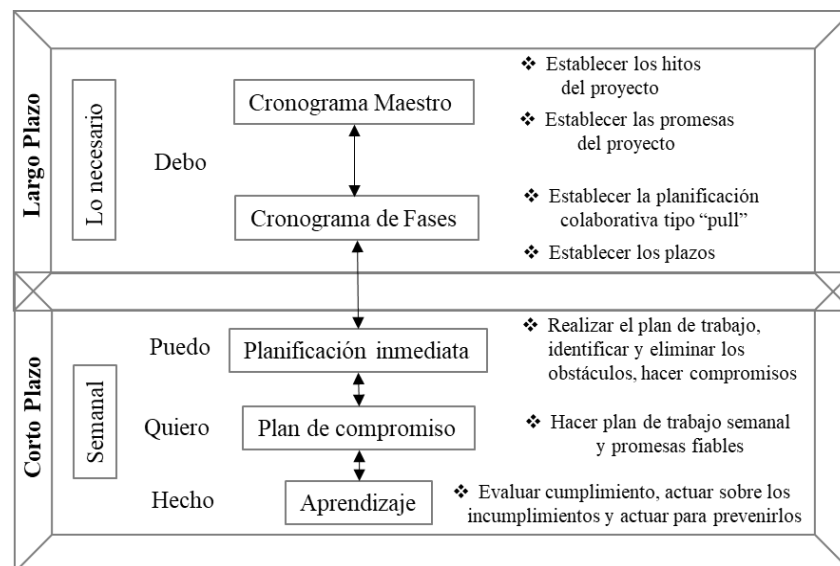 Largo Plazo
Lo necesario
Debo
Cronograma Maestro
Cronograma de Fases
❖ Establecer los hitos
del proyecto
❖ Establecer las promesas
del proyecto
❖ Establecer la planificación
colaborativa tipo “pull”
❖ Establecer los plazos
Corto Plazo
Semanal
Puedo
Planificación inmediata
❖ Realizar el plan de trabajo,
identificar y eliminar los
obstáculos, hacer compromisos
Quiero
Plan de compromiso
❖ Hacer plan de trabajo semanal
y promesas fiables
Hecho
Aprendizaje
❖ Evaluar cumplimiento, actuar sobre los
incumplimientos y actuar para prevenirlos